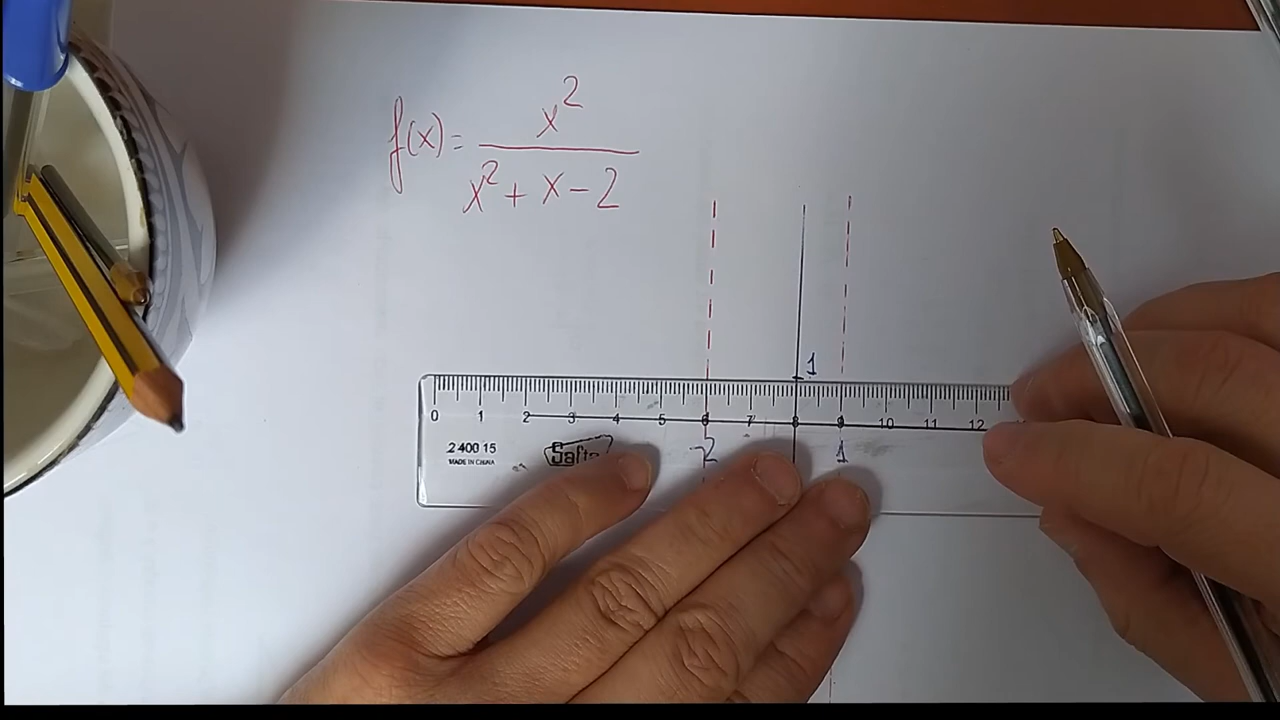 f(x) = x² / (x² + x - 2)
1
0 1 2 3 4 5 6 7 8 9 10 11 12
2 400 15
MADE IN CHINA
Safta
-2 1